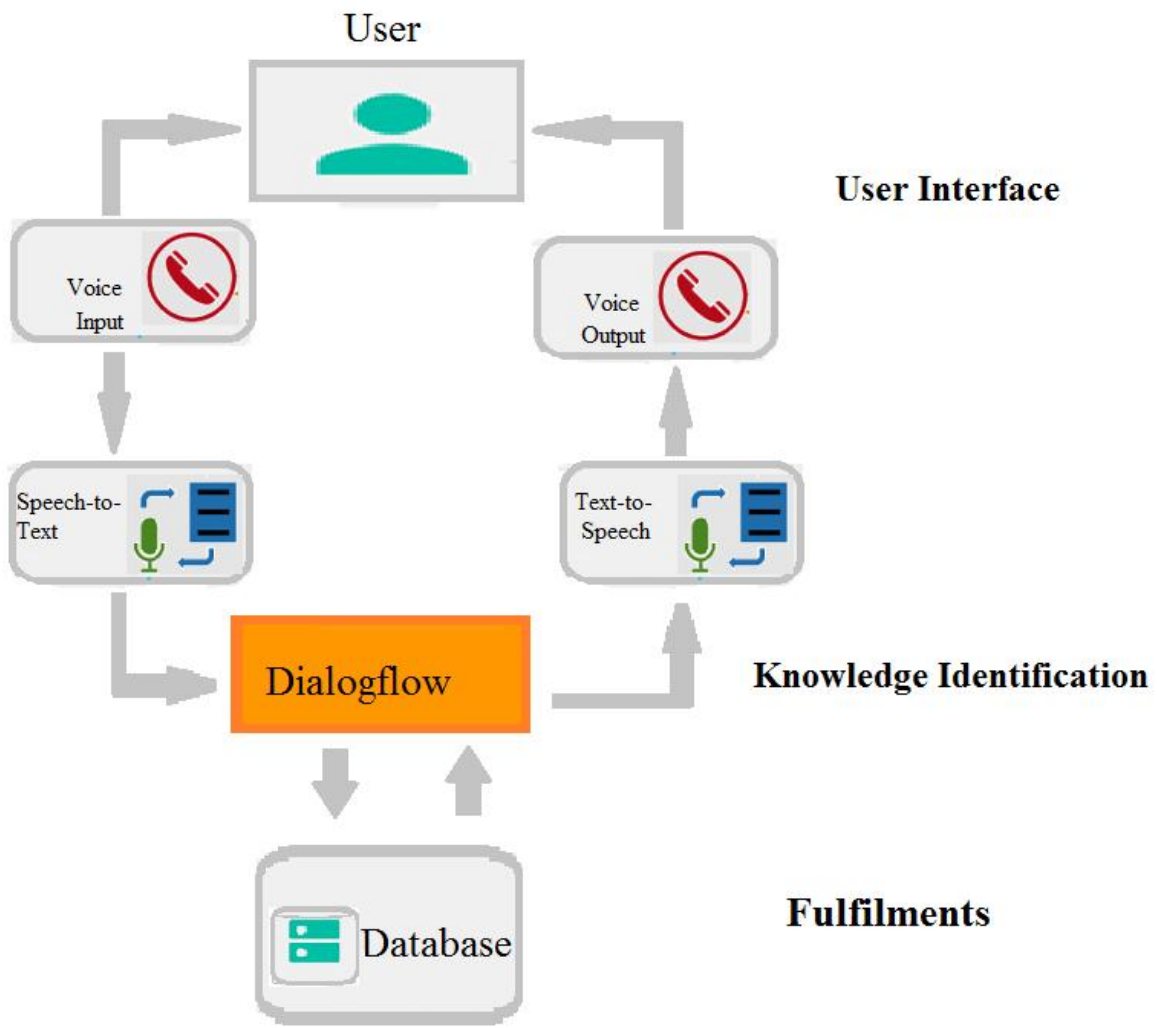 User
User Interface
Voice
Input
Voice
Output
Speech-to-
Text
Text-to-
Speech
Dialogflow
Knowledge Identification
Database
Fulfilments